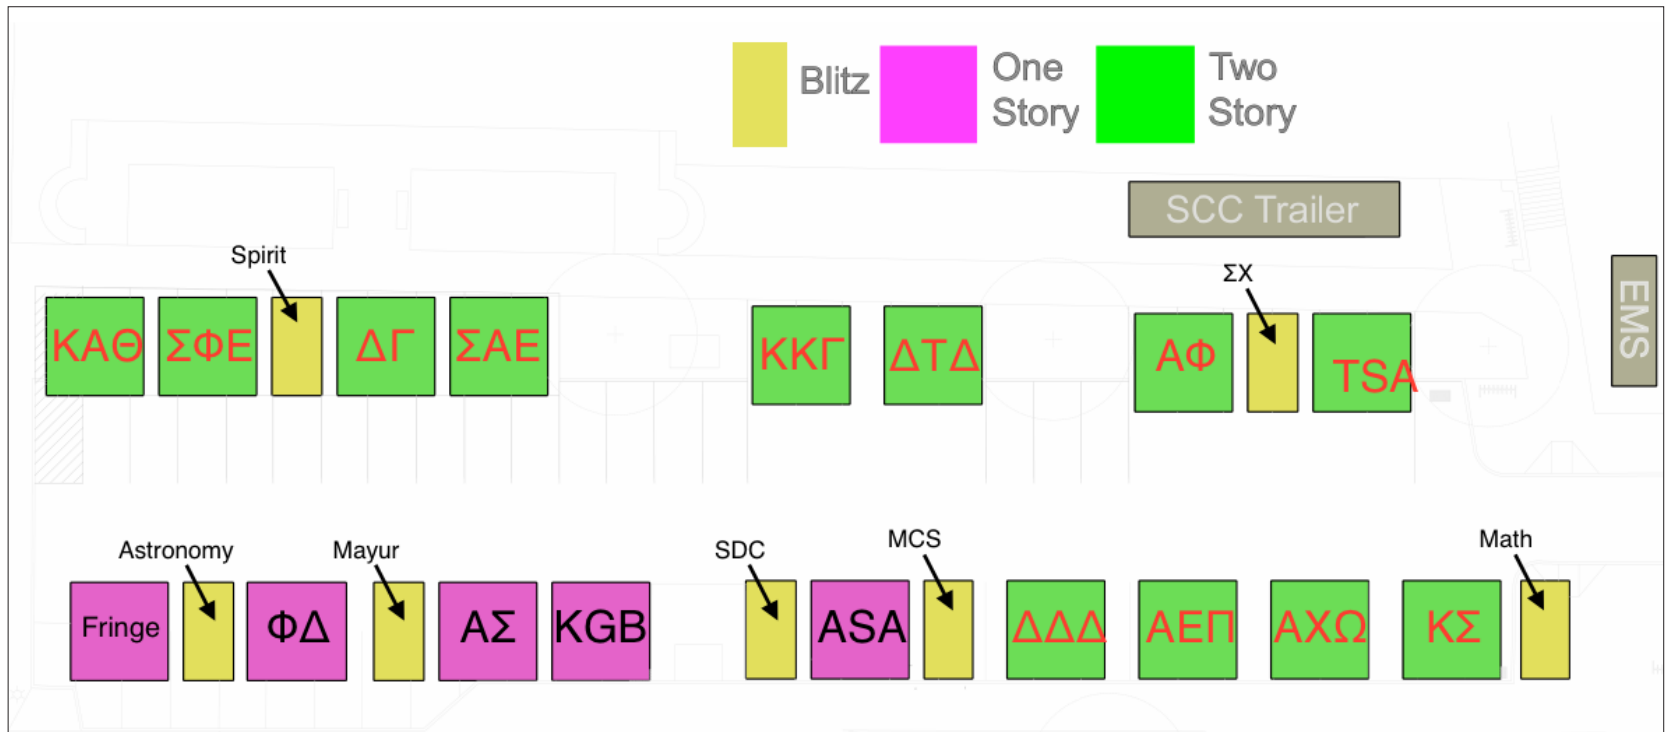 Blitz
One
Story
Two
Story
SCC Trailer
EMS
Spirit
ΣΧ
ΚΑΘ
ΣΦΕ
ΔΓ
ΣΑΕ
ΚΚΓ
ΔΤΔ
ΑΦ
TSA
Astronomy
Mayur
SDC
MCS
Math
Fringe
ΦΔ
ΑΣ
KGB
ASA
ΔΔΔ
ΑΕΠ
ΑΧΩ
ΚΣ